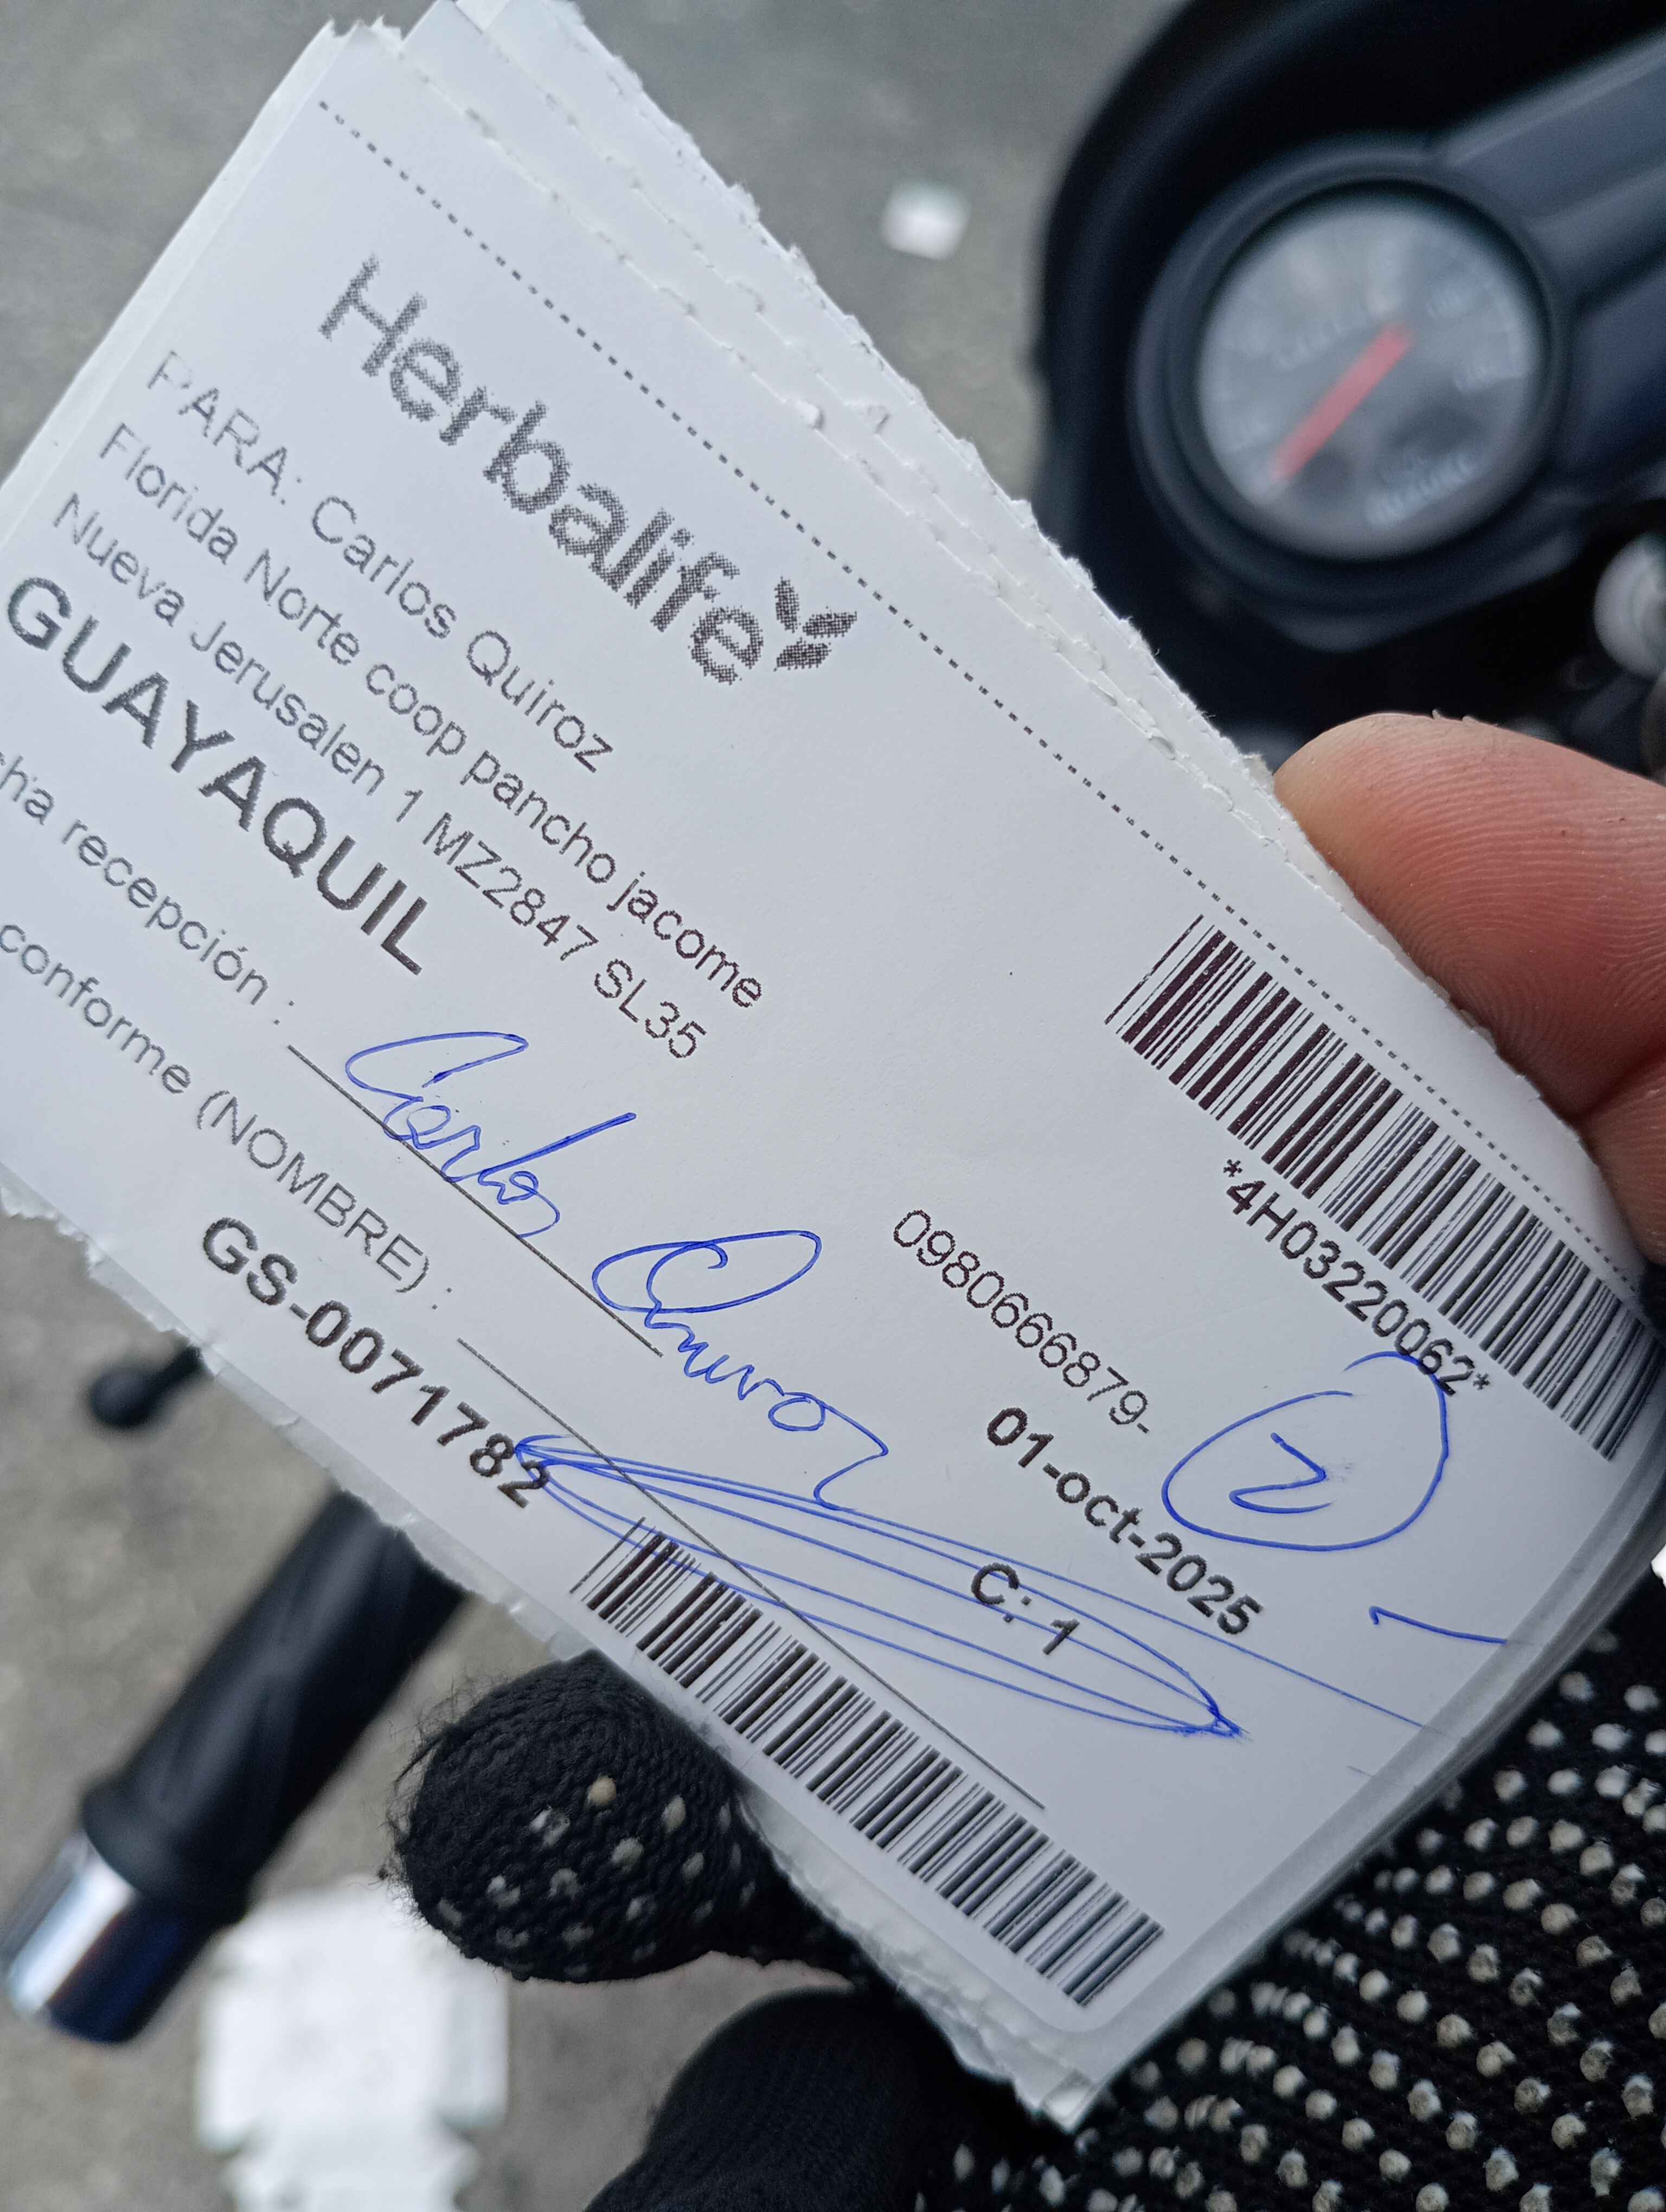 Herbalife
*4H03220062*
PARA: Carlos Quiroz
Florida Norte coop pancho jacome
Nueva Jerusalen 1 MZ2847 SL35
GUAYAQUIL
0980666879-
01-oct-2025
2
cha recepción :
Carlos Quiroz
C: 1
conforme (NOMBRE) :
GS-0071782